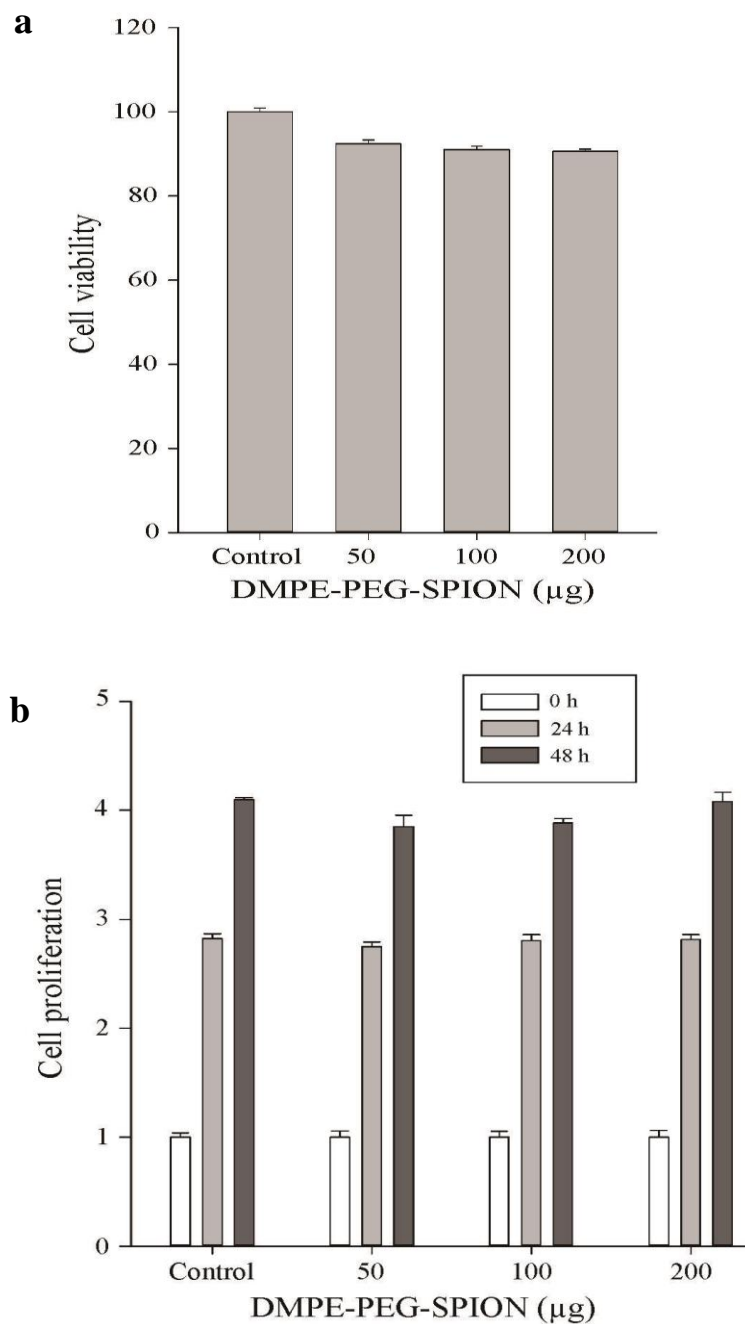 a
120
100
80
60
40
20
0
Cell viability
Control 50 100 200
DMPE-PEG-SPION (µg)
b
5
4
3
2
1
0
Cell proliferation
0 h
24 h
48 h
Control 50 100 200
DMPE-PEG-SPION (µg)